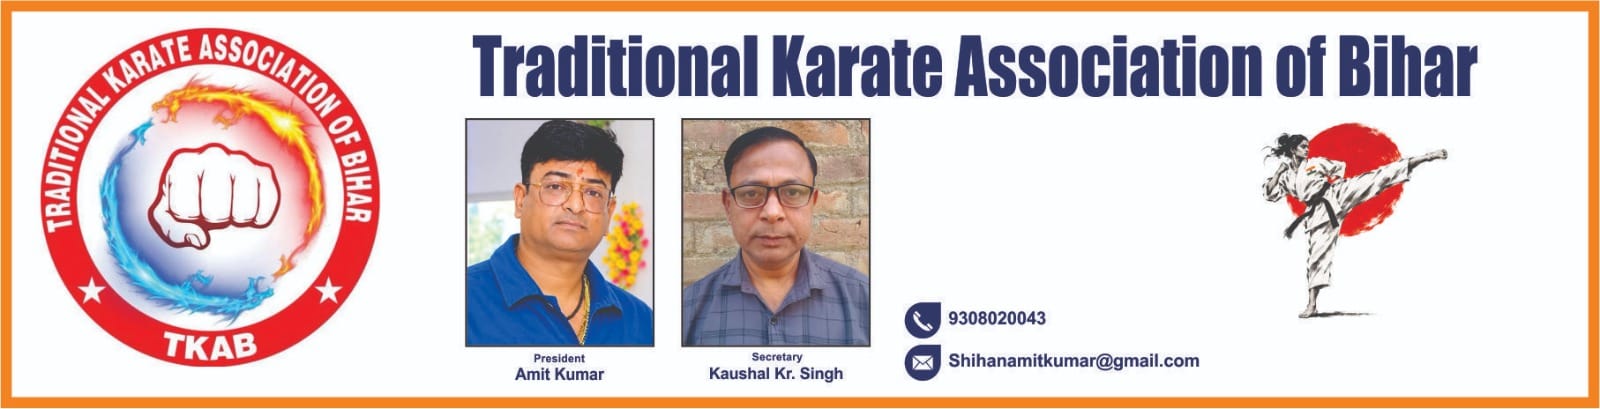 TRADITIONAL KARATE ASSOCIATION OF BIHAR
TKAB
Traditional Karate Association of Bihar
President
Amit Kumar
Secretary
Kaushal Kr. Singh
9308020043
Shihanamitkumar@gmail.com